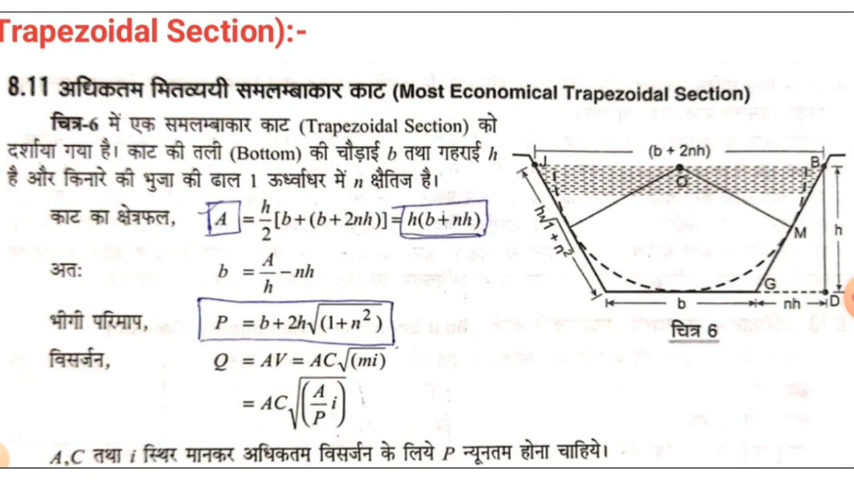 Trapezoidal Section):-
8.11 अधिकतम मितव्ययी समलम्बाकार काट (Most Economical Trapezoidal Section)
चित्र-6 में एक समलम्बाकार काट (Trapezoidal Section) को
दर्शाया गया है। काट की तली (Bottom) की चौड़ाई b तथा गहराई h
है और किनारे की भुजा की ढाल 1 ऊर्ध्वाधर में n क्षैतिज है।
काट का क्षेत्रफल, A = h/2 [b+(b+2nh)] = h(b+nh)
अतः b = A/h − nh
भीगी परिमाप, P = b+2h√(1+n²)
विसर्जन, Q = AV = AC√(mi)
= AC√(A/P i)
A,C तथा i स्थिर मानकर अधिकतम विसर्जन के लिये P न्यूनतम होना चाहिये।
(b + 2nh)
J
B
O
h√1+n²
M
h
G
D
b
nh
चित्र 6